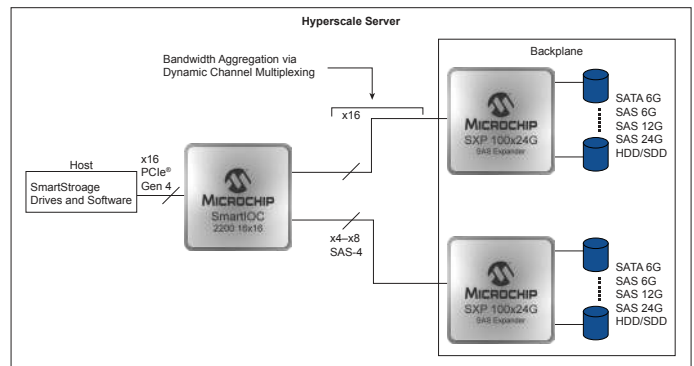 Hyperscale Server
Backplane
Bandwidth Aggregation via
Dynamic Channel Multiplexing
x16
MICROCHIP
SXP 100x24G
SAS Expander
SATA 6G
SAS 6G
SAS 12G
SAS 24G
HDD/SDD
Host
SmartStroage
Drives and Software
x16
PCIe®
Gen 4
MICROCHIP
SmartIOC
2200 16x16
x4–x8
SAS-4
MICROCHIP
SXP 100x24G
SAS Expander
SATA 6G
SAS 6G
SAS 12G
SAS 24G
HDD/SDD